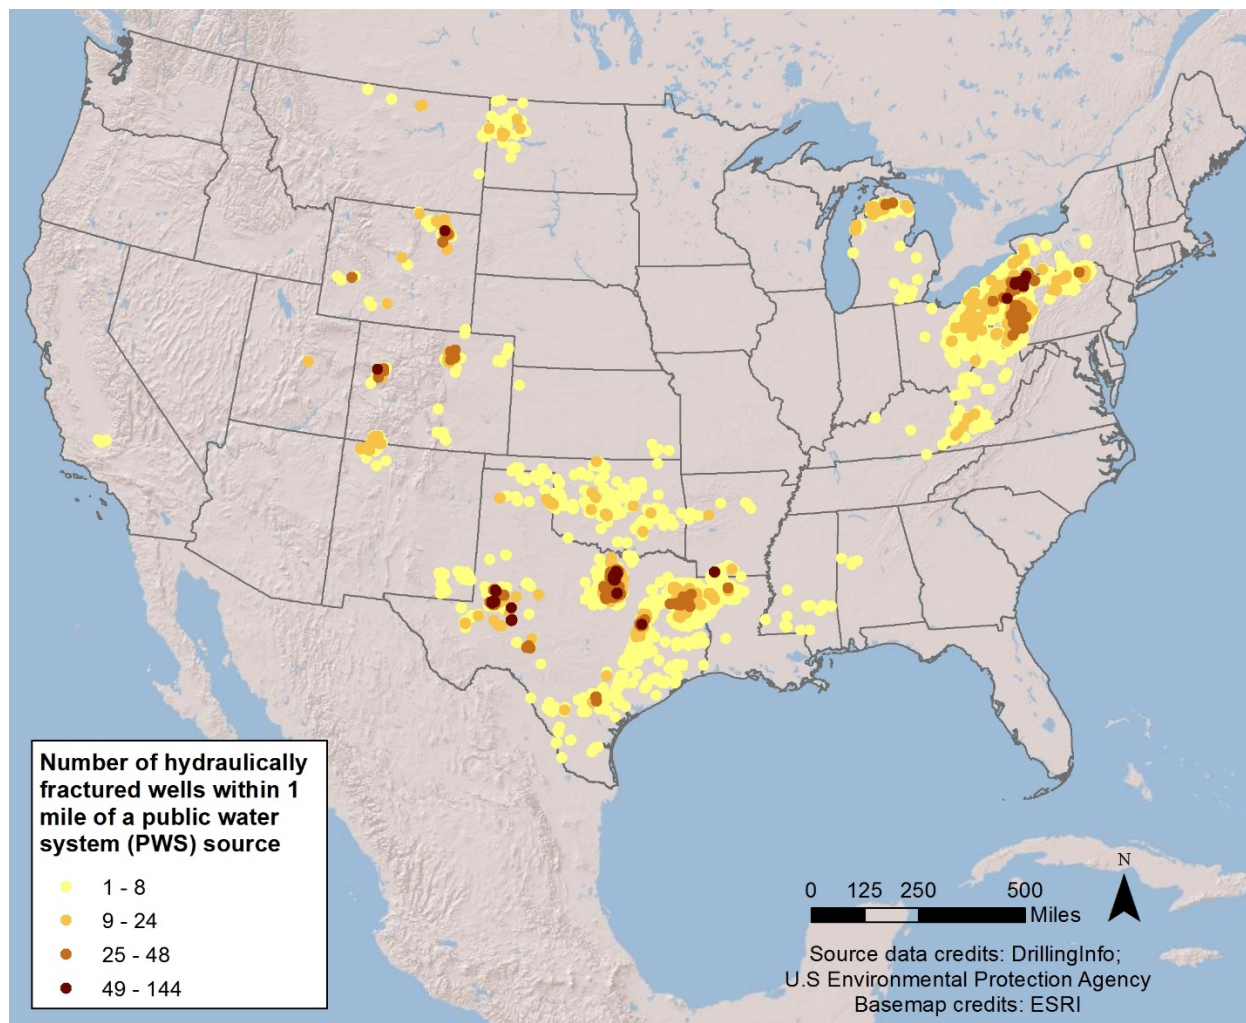 Number of hydraulically
fractured wells within 1
mile of a public water
system (PWS) source
1 - 8
9 - 24
25 - 48
49 - 144
N
0 125 250 500
Miles
Source data credits: DrillingInfo;
U.S Environmental Protection Agency
Basemap credits: ESRI